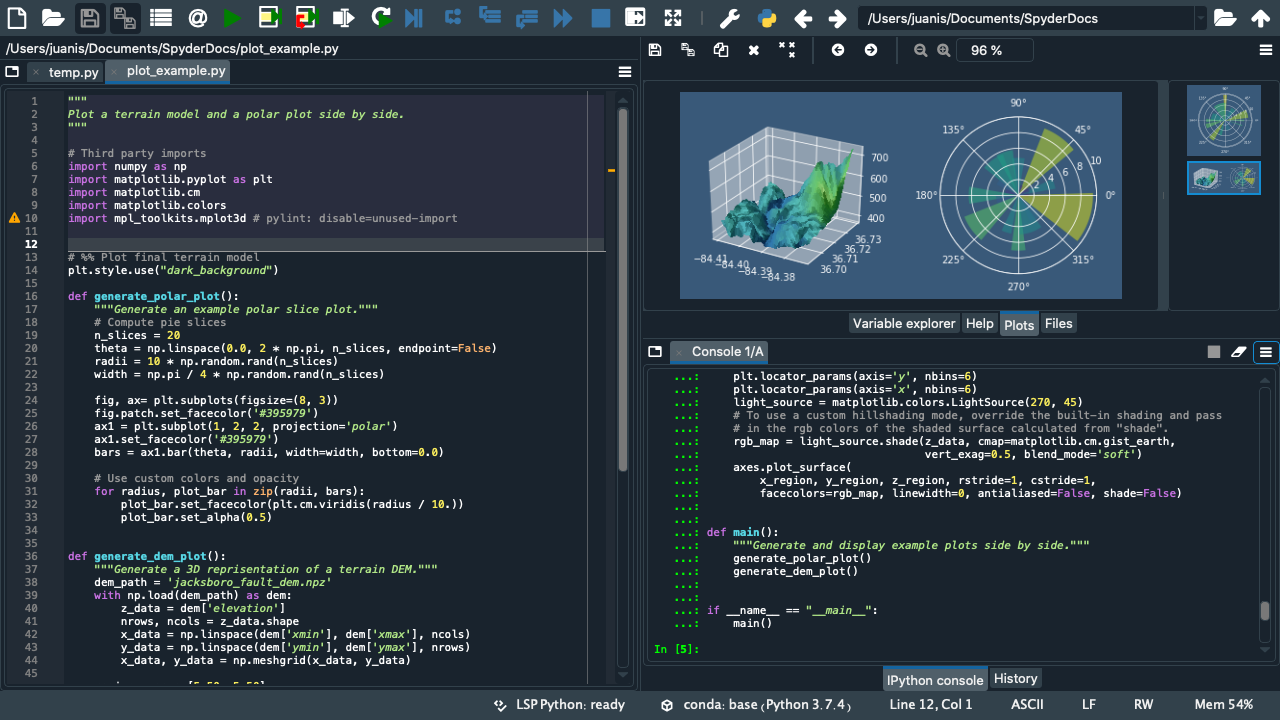 /Users/juanis/Documents/SpyderDocs
/Users/juanis/Documents/SpyderDocs/plot_example.py
temp.py
plot_example.py
1 """
2 Plot a terrain model and a polar plot side by side.
3 """
4
5 # Third party imports
6 import numpy as np
7 import matplotlib.pyplot as plt
8 import matplotlib.cm
9 import matplotlib.colors
10 import mpl_toolkits.mplot3d # pylint: disable=unused-import
11
12
13 # %% Plot final terrain model
14 plt.style.use("dark_background")
15
16 def generate_polar_plot():
17 """Generate an example polar slice plot."""
18 # Compute pie slices
19 n_slices = 20
20 theta = np.linspace(0.0, 2 * np.pi, n_slices, endpoint=False)
21 radii = 10 * np.random.rand(n_slices)
22 width = np.pi / 4 * np.random.rand(n_slices)
23
24 fig, ax= plt.subplots(figsize=(8, 3))
25 fig.patch.set_facecolor('#395979')
26 ax1 = plt.subplot(1, 2, 2, projection='polar')
27 ax1.set_facecolor('#395979')
28 bars = ax1.bar(theta, radii, width=width, bottom=0.0)
29
30 # Use custom colors and opacity
31 for radius, plot_bar in zip(radii, bars):
32 plot_bar.set_facecolor(plt.cm.viridis(radius / 10.))
33 plot_bar.set_alpha(0.5)
34
35
36 def generate_dem_plot():
37 """Generate a 3D reprisentation of a terrain DEM."""
38 dem_path = 'jacksboro_fault_dem.npz'
39 with np.load(dem_path) as dem:
40 z_data = dem['elevation']
41 nrows, ncols = z_data.shape
42 x_data = np.linspace(dem['xmin'], dem['xmax'], ncols)
43 y_data = np.linspace(dem['ymin'], dem['ymax'], nrows)
44 x_data, y_data = np.meshgrid(x_data, y_data)
45
96 %
700
600
500
400
36.73
36.72
36.71
36.70
−84.41
−84.40
−84.39
−84.38
90°
135°
45°
180°
0°
225°
315°
270°
2
4
6
8
10
Variable explorer
Help
Plots
Files
Console 1/A
...: plt.locator_params(axis='y', nbins=6)
...: plt.locator_params(axis='x', nbins=6)
...: light_source = matplotlib.colors.LightSource(270, 45)
...: # To use a custom hillshading mode, override the built-in shading and pass
...: # in the rgb colors of the shaded surface calculated from "shade".
...: rgb_map = light_source.shade(z_data, cmap=matplotlib.cm.gist_earth,
...: vert_exag=0.5, blend_mode='soft')
...: axes.plot_surface(
...: x_region, y_region, z_region, rstride=1, cstride=1,
...: facecolors=rgb_map, linewidth=0, antialiased=False, shade=False)
...:
...:
...: def main():
...: """Generate and display example plots side by side."""
...: generate_polar_plot()
...: generate_dem_plot()
...:
...:
...: if __name__ == "__main__":
...: main()
In [5]:
IPython console
History
LSP Python: ready
conda: base (Python 3.7.4)
Line 12, Col 1
ASCII
LF
RW
Mem 54%